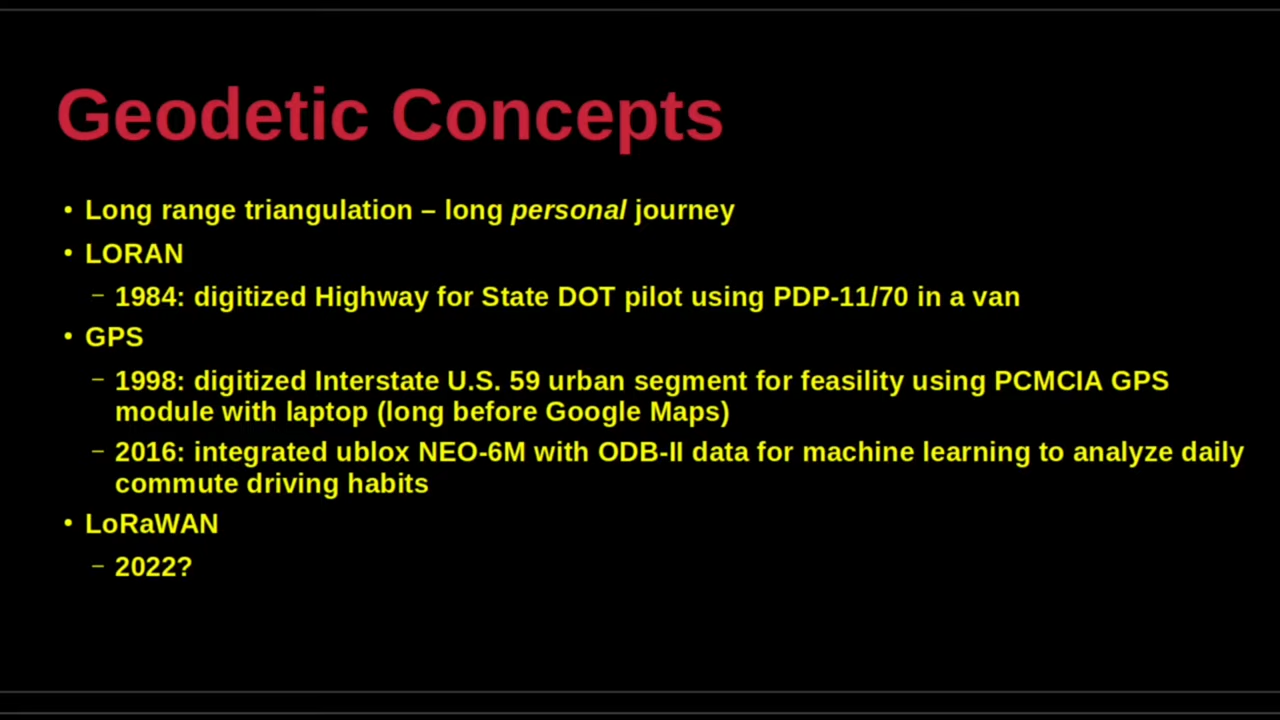 Geodetic Concepts
• Long range triangulation – long personal journey
• LORAN
– 1984: digitized Highway for State DOT pilot using PDP-11/70 in a van
• GPS
– 1998: digitized Interstate U.S. 59 urban segment for feasility using PCMCIA GPS
module with laptop (long before Google Maps)
– 2016: integrated ublox NEO-6M with ODB-II data for machine learning to analyze daily
commute driving habits
• LoRaWAN
– 2022?